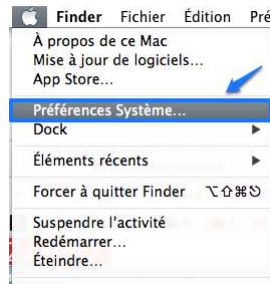 Finder Fichier Édition Pré
À propos de ce Mac
Mise à jour de logiciels...
App Store...
Préférences Système...
Dock
Éléments récents
Forcer à quitter Finder ⌥⇧⌘⎋
Suspendre l'activité
Redémarrer...
Éteindre...